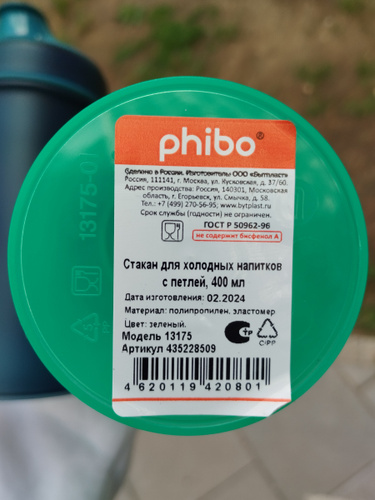 phibo®
Сделано в России. Изготовитель: ООО «Бытпласт»
Россия, 111141, г. Москва, ул. Кусковская, д. 37/60.
Адрес производства: Россия, 140301, Московская
область, г. Егорьевск, ул. Смычка, д. 58.
Тел.: +7 (499) 270-56-95; www.bytplast.ru
Срок службы (годности) не ограничен.
ГОСТ Р 50962-96
не содержит бисфенол А
Стакан для холодных напитков
с петлей, 400 мл
Дата изготовления: 02.2024
Материал: полипропилен, эластомер
Цвет: зеленый.
Модель 13175
Артикул 435228509
С/РР
4 620119 420801
13175-01